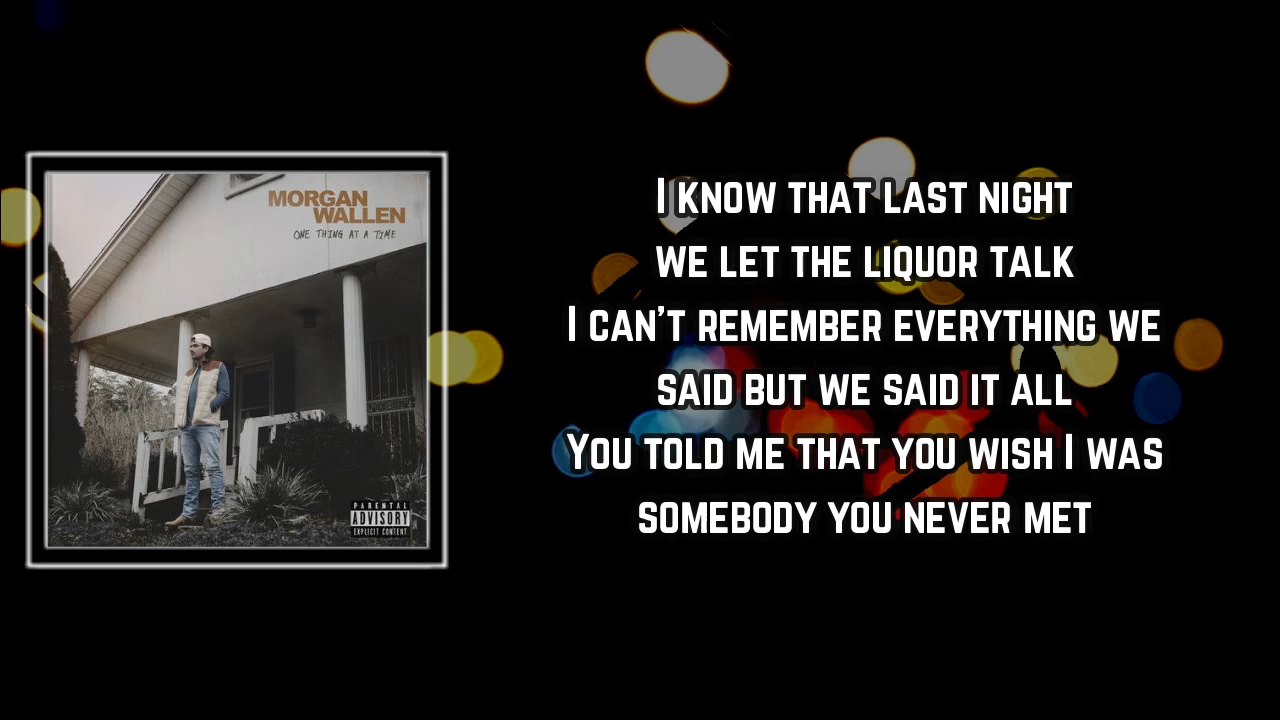 MORGAN
WALLEN
ONE THING AT A TIME
PARENTAL
ADVISORY
EXPLICIT CONTENT
I KNOW THAT LAST NIGHT
WE LET THE LIQUOR TALK
I CAN'T REMEMBER EVERYTHING WE
SAID BUT WE SAID IT ALL
YOU TOLD ME THAT YOU WISH I WAS
SOMEBODY YOU NEVER MET